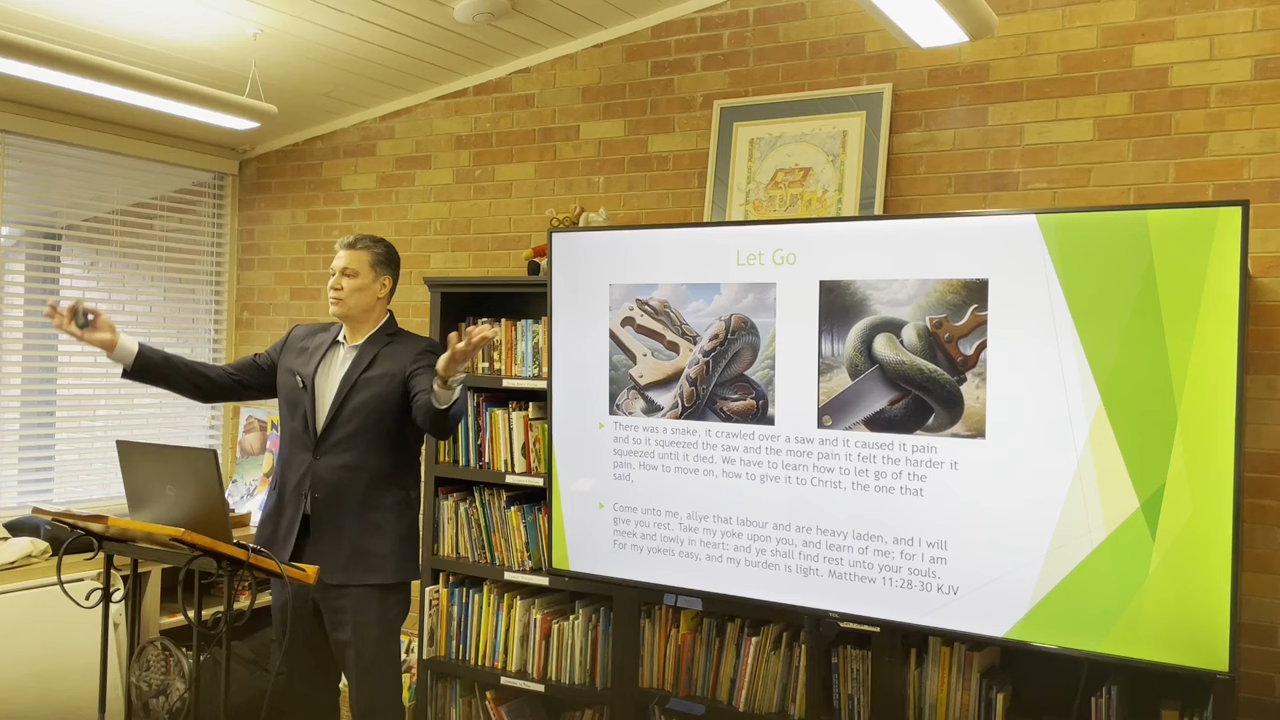 Let Go
There was a snake, it crawled over a saw and it caused it pain
and so it squeezed the saw and the more pain it felt the harder it
squeezed until it died. We have to learn how to let go of the
pain. How to move on, how to give it to Christ, the one that
said,
Come unto me, allye that labour and are heavy laden, and I will
give you rest. Take my yoke upon you, and learn of me; for I am
meek and lowly in heart: and ye shall find rest unto your souls.
For my yokeis easy, and my burden is light. Matthew 11:28-30 KJV
TCL